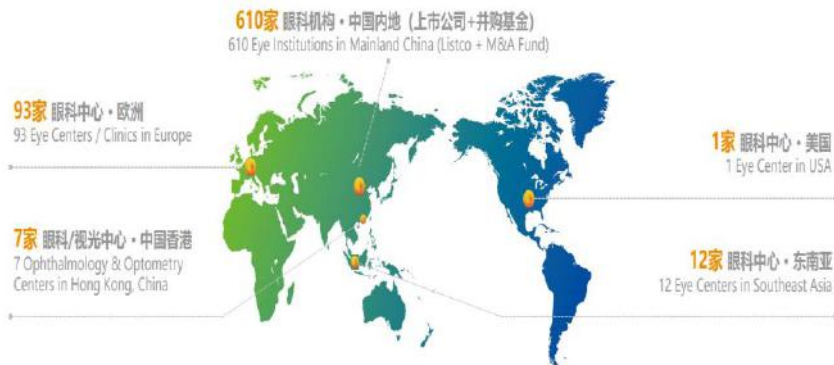 610家 眼科机构·中国内地（上市公司+并购基金）
610 Eye Institutions in Mainland China (Listco + M&A Fund)
93家 眼科中心·欧洲
93 Eye Centers / Clinics in Europe
1家 眼科中心·美国
1 Eye Center in USA
7家 眼科/视光中心·中国香港
7 Ophthalmology & Optometry
Centers in Hong Kong, China
12家 眼科中心·东南亚
12 Eye Centers in Southeast Asia